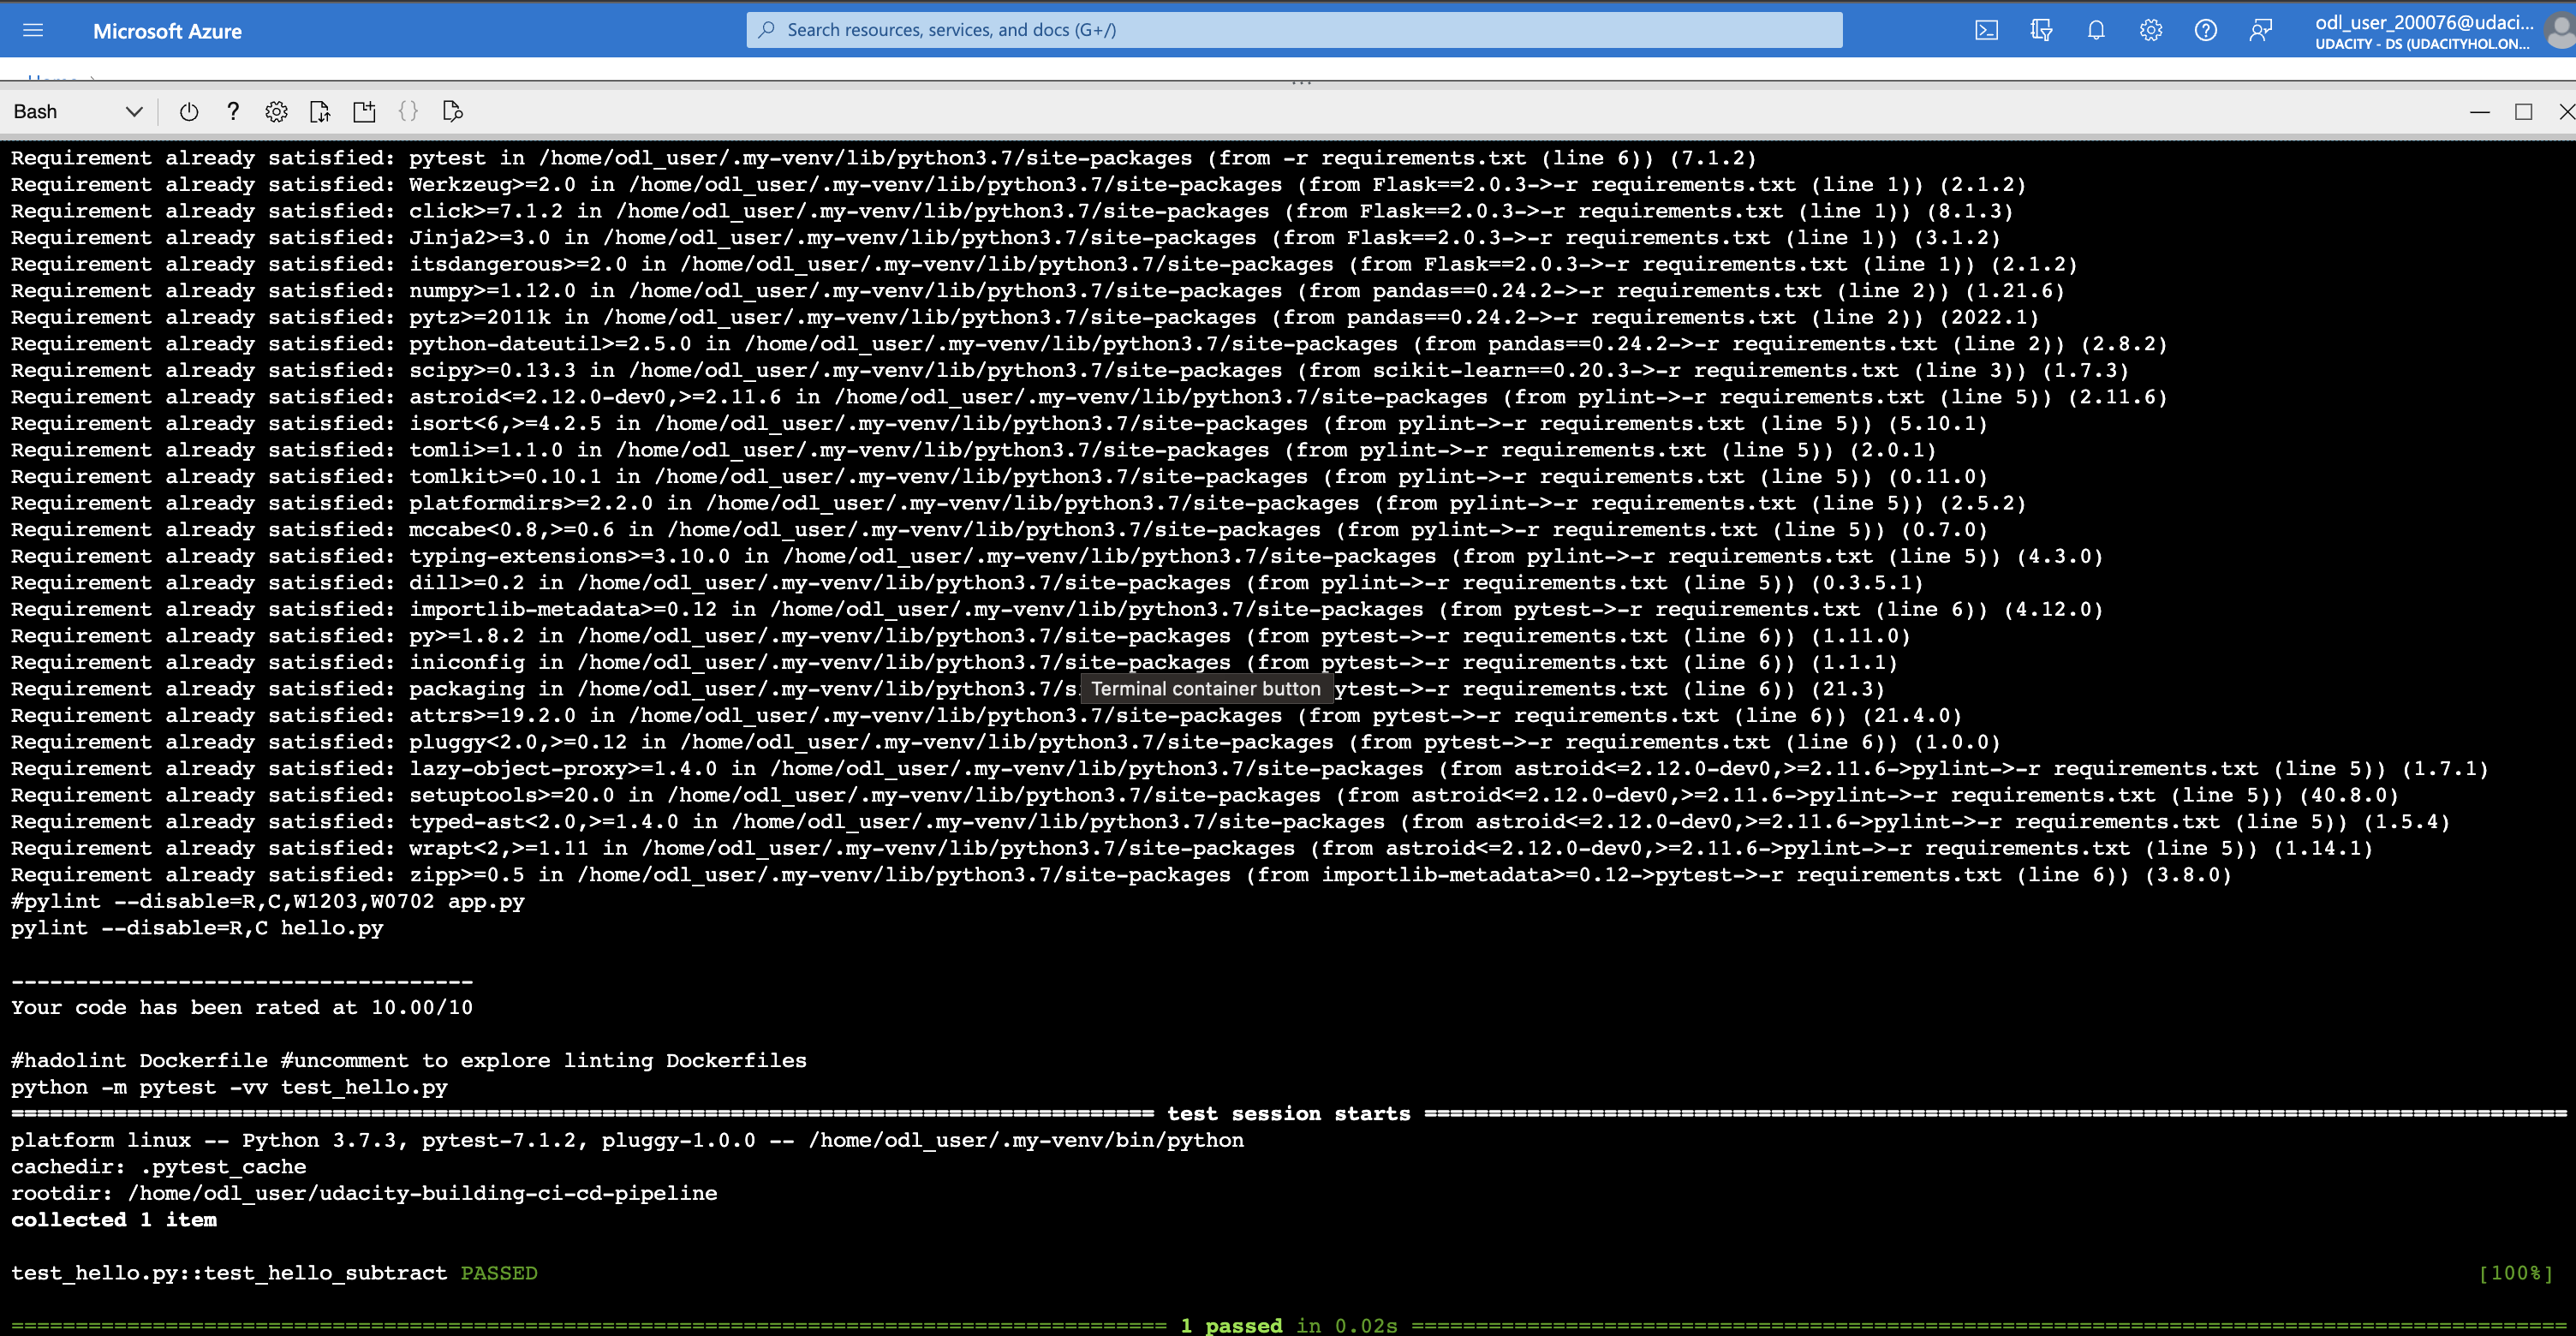 Microsoft Azure
Search resources, services, and docs (G+/)
odl_user_200076@udaci...
UDACITY - DS (UDACITYHOL.ON...
Bash
Requirement already satisfied: pytest in /home/odl_user/.my-venv/lib/python3.7/site-packages (from -r requirements.txt (line 6)) (7.1.2)
Requirement already satisfied: Werkzeug>=2.0 in /home/odl_user/.my-venv/lib/python3.7/site-packages (from Flask==2.0.3->-r requirements.txt (line 1)) (2.1.2)
Requirement already satisfied: click>=7.1.2 in /home/odl_user/.my-venv/lib/python3.7/site-packages (from Flask==2.0.3->-r requirements.txt (line 1)) (8.1.3)
Requirement already satisfied: Jinja2>=3.0 in /home/odl_user/.my-venv/lib/python3.7/site-packages (from Flask==2.0.3->-r requirements.txt (line 1)) (3.1.2)
Requirement already satisfied: itsdangerous>=2.0 in /home/odl_user/.my-venv/lib/python3.7/site-packages (from Flask==2.0.3->-r requirements.txt (line 1)) (2.1.2)
Requirement already satisfied: numpy>=1.12.0 in /home/odl_user/.my-venv/lib/python3.7/site-packages (from pandas==0.24.2->-r requirements.txt (line 2)) (1.21.6)
Requirement already satisfied: pytz>=2011k in /home/odl_user/.my-venv/lib/python3.7/site-packages (from pandas==0.24.2->-r requirements.txt (line 2)) (2022.1)
Requirement already satisfied: python-dateutil>=2.5.0 in /home/odl_user/.my-venv/lib/python3.7/site-packages (from pandas==0.24.2->-r requirements.txt (line 2)) (2.8.2)
Requirement already satisfied: scipy>=0.13.3 in /home/odl_user/.my-venv/lib/python3.7/site-packages (from scikit-learn==0.20.3->-r requirements.txt (line 3)) (1.7.3)
Requirement already satisfied: astroid<=2.12.0-dev0,>=2.11.6 in /home/odl_user/.my-venv/lib/python3.7/site-packages (from pylint->-r requirements.txt (line 5)) (2.11.6)
Requirement already satisfied: isort<6,>=4.2.5 in /home/odl_user/.my-venv/lib/python3.7/site-packages (from pylint->-r requirements.txt (line 5)) (5.10.1)
Requirement already satisfied: tomli>=1.1.0 in /home/odl_user/.my-venv/lib/python3.7/site-packages (from pylint->-r requirements.txt (line 5)) (2.0.1)
Requirement already satisfied: tomlkit>=0.10.1 in /home/odl_user/.my-venv/lib/python3.7/site-packages (from pylint->-r requirements.txt (line 5)) (0.11.0)
Requirement already satisfied: platformdirs>=2.2.0 in /home/odl_user/.my-venv/lib/python3.7/site-packages (from pylint->-r requirements.txt (line 5)) (2.5.2)
Requirement already satisfied: mccabe<0.8,>=0.6 in /home/odl_user/.my-venv/lib/python3.7/site-packages (from pylint->-r requirements.txt (line 5)) (0.7.0)
Requirement already satisfied: typing-extensions>=3.10.0 in /home/odl_user/.my-venv/lib/python3.7/site-packages (from pylint->-r requirements.txt (line 5)) (4.3.0)
Requirement already satisfied: dill>=0.2 in /home/odl_user/.my-venv/lib/python3.7/site-packages (from pylint->-r requirements.txt (line 5)) (0.3.5.1)
Requirement already satisfied: importlib-metadata>=0.12 in /home/odl_user/.my-venv/lib/python3.7/site-packages (from pytest->-r requirements.txt (line 6)) (4.12.0)
Requirement already satisfied: py>=1.8.2 in /home/odl_user/.my-venv/lib/python3.7/site-packages (from pytest->-r requirements.txt (line 6)) (1.11.0)
Requirement already satisfied: iniconfig in /home/odl_user/.my-venv/lib/python3.7/site-packages (from pytest->-r requirements.txt (line 6)) (1.1.1)
Requirement already satisfied: packaging in /home/odl_user/.my-venv/lib/python3.7/s Terminal container button ytest->-r requirements.txt (line 6)) (21.3)
Requirement already satisfied: attrs>=19.2.0 in /home/odl_user/.my-venv/lib/python3.7/site-packages (from pytest->-r requirements.txt (line 6)) (21.4.0)
Requirement already satisfied: pluggy<2.0,>=0.12 in /home/odl_user/.my-venv/lib/python3.7/site-packages (from pytest->-r requirements.txt (line 6)) (1.0.0)
Requirement already satisfied: lazy-object-proxy>=1.4.0 in /home/odl_user/.my-venv/lib/python3.7/site-packages (from astroid<=2.12.0-dev0,>=2.11.6->pylint->-r requirements.txt (line 5)) (1.7.1)
Requirement already satisfied: setuptools>=20.0 in /home/odl_user/.my-venv/lib/python3.7/site-packages (from astroid<=2.12.0-dev0,>=2.11.6->pylint->-r requirements.txt (line 5)) (40.8.0)
Requirement already satisfied: typed-ast<2.0,>=1.4.0 in /home/odl_user/.my-venv/lib/python3.7/site-packages (from astroid<=2.12.0-dev0,>=2.11.6->pylint->-r requirements.txt (line 5)) (1.5.4)
Requirement already satisfied: wrapt<2,>=1.11 in /home/odl_user/.my-venv/lib/python3.7/site-packages (from astroid<=2.12.0-dev0,>=2.11.6->pylint->-r requirements.txt (line 5)) (1.14.1)
Requirement already satisfied: zipp>=0.5 in /home/odl_user/.my-venv/lib/python3.7/site-packages (from importlib-metadata>=0.12->pytest->-r requirements.txt (line 6)) (3.8.0)
#pylint --disable=R,C,W1203,W0702 app.py
pylint --disable=R,C hello.py
------------------------------------
Your code has been rated at 10.00/10
#hadolint Dockerfile #uncomment to explore linting Dockerfiles
python -m pytest -vv test_hello.py
========== test session starts ==========
platform linux -- Python 3.7.3, pytest-7.1.2, pluggy-1.0.0 -- /home/odl_user/.my-venv/bin/python
cachedir: .pytest_cache
rootdir: /home/odl_user/udacity-building-ci-cd-pipeline
collected 1 item
test_hello.py::test_hello_subtract PASSED [100%]
========== 1 passed in 0.02s ==========